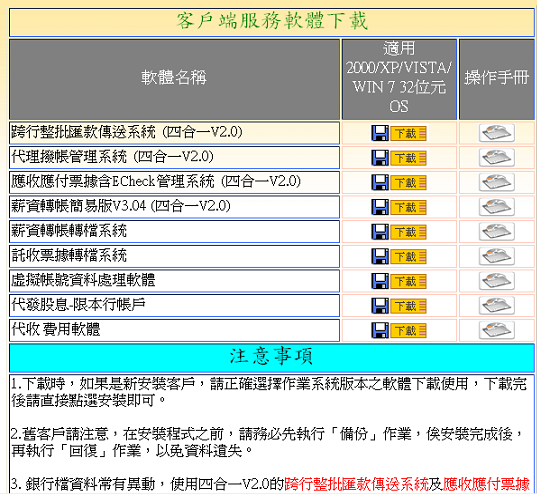 客戶端服務軟體下載
軟體名稱
適用
2000/XP/VISTA/
WIN 7 32位元
OS
操作手冊
跨行整批匯款傳送系統 (四合一V2.0)
下載
代理撥帳管理系統 (四合一V2.0)
下載
應收應付票據含ECheck管理系統 (四合一V2.0)
下載
薪資轉帳簡易版V3.04 (四合一V2.0)
下載
薪資轉帳轉檔系統
下載
託收票據轉檔系統
下載
虛擬帳號資料處理軟體
下載
代發股息-限本行帳戶
下載
代收 費用軟體
下載
注意事項
1.下載時，如果是新安裝客戶，請正確選擇作業系統版本之軟體下載使用，下載完
後請直接點選安裝即可。
2.舊客戶請注意，在安裝程式之前，請務必先執行「備份」作業，俟安裝完成後，
再執行「回復」作業，以免資料遺失。
3. 銀行檔資料常有異動，使用四合一V2.0的跨行整批匯款傳送系統及應收應付票據